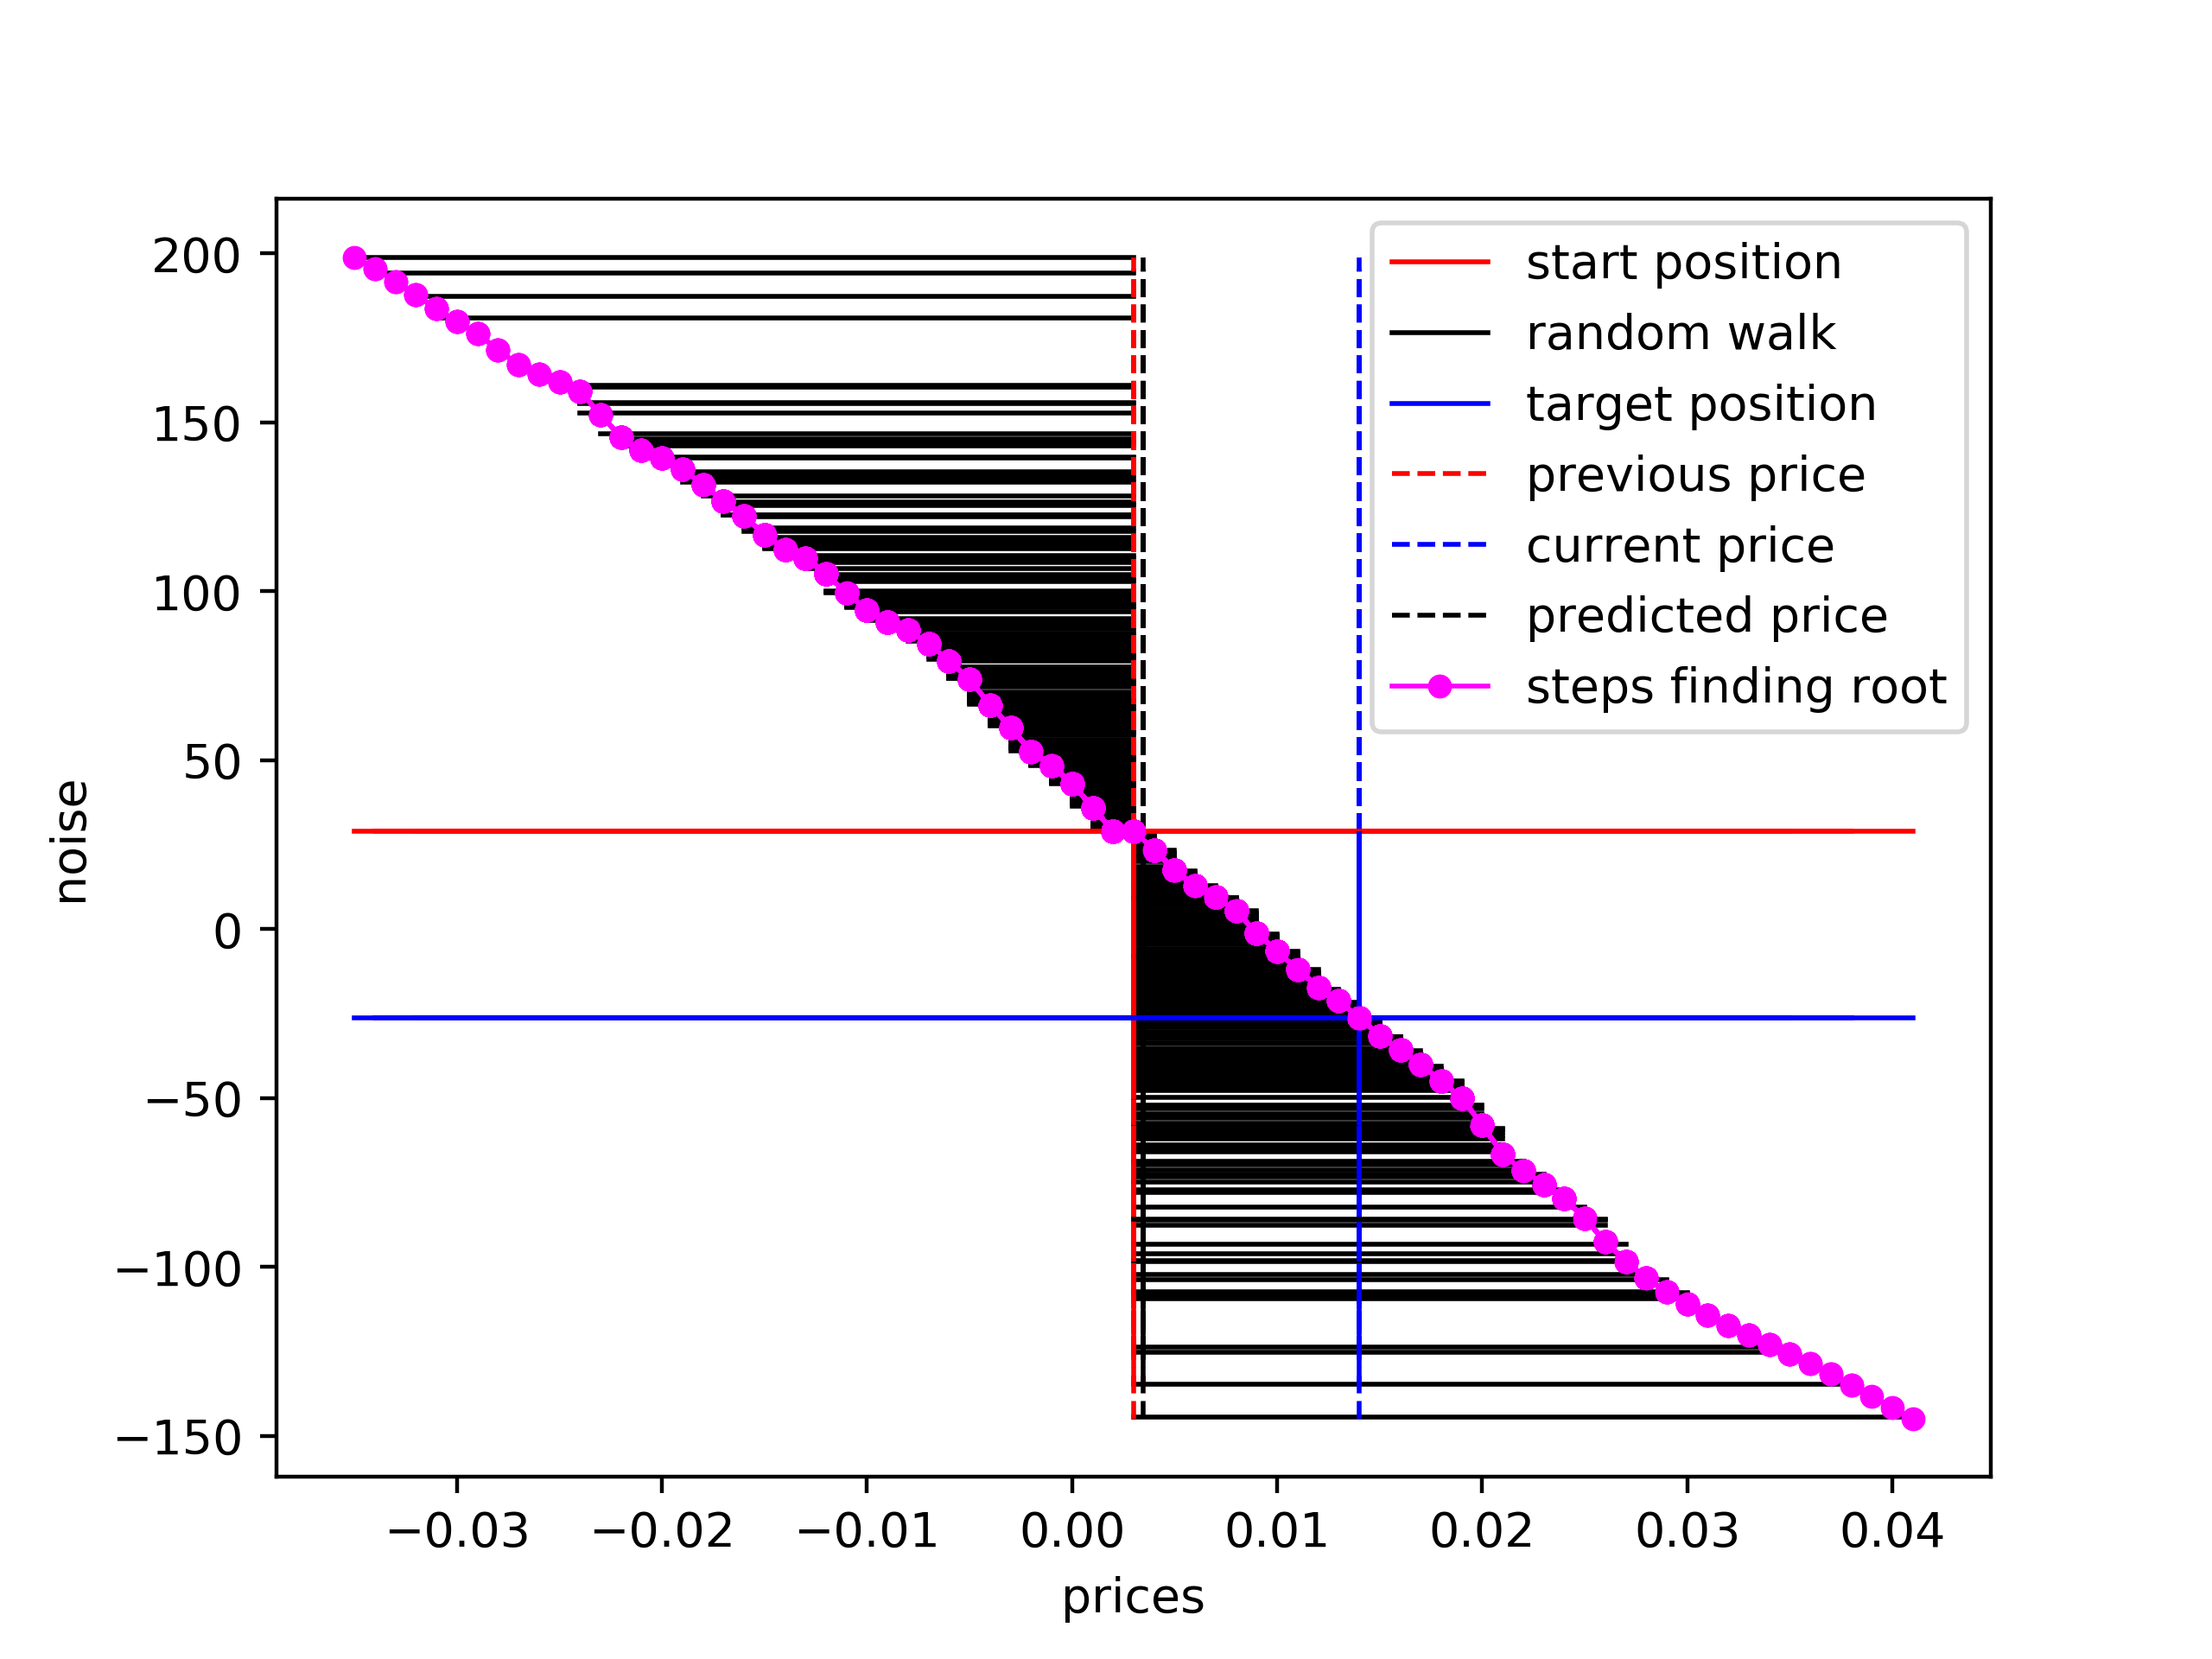 start position
random walk
target position
previous price
current price
predicted price
steps finding root
200
150
100
50
0
−50
−100
−150
noise
−0.03 −0.02 −0.01 0.00 0.01 0.02 0.03 0.04
prices